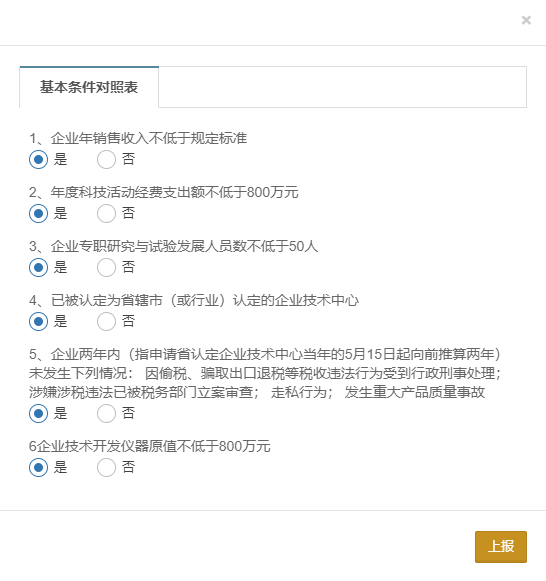 ×
基本条件对照表
1、企业年销售收入不低于规定标准
是 否
2、年度科技活动经费支出额不低于800万元
是 否
3、企业专职研究与试验发展人员数不低于50人
是 否
4、已被认定为省辖市（或行业）认定的企业技术中心
是 否
5、企业两年内（指申请省认定企业技术中心当年的5月15日起向前推算两年）
未发生下列情况： 因偷税、骗取出口退税等税收违法行为受到行政刑事处理；
涉嫌涉税违法已被税务部门立案审查； 走私行为； 发生重大产品质量事故
是 否
6企业技术开发仪器原值不低于800万元
是 否
上报